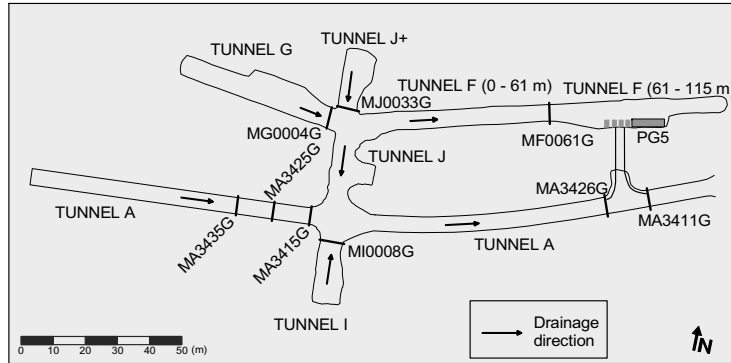 TUNNEL J+
TUNNEL G
TUNNEL F (0 - 61 m)
TUNNEL F (61 - 115 m)
MJ0033G
MG0004G
MF0061G
PG5
MA3425G
TUNNEL J
MA3426G
TUNNEL A
MA3435G
MA3415G
MI0008G
TUNNEL A
MA3411G
TUNNEL I
Drainage
direction
0 10 20 30 40 50 (m)
N